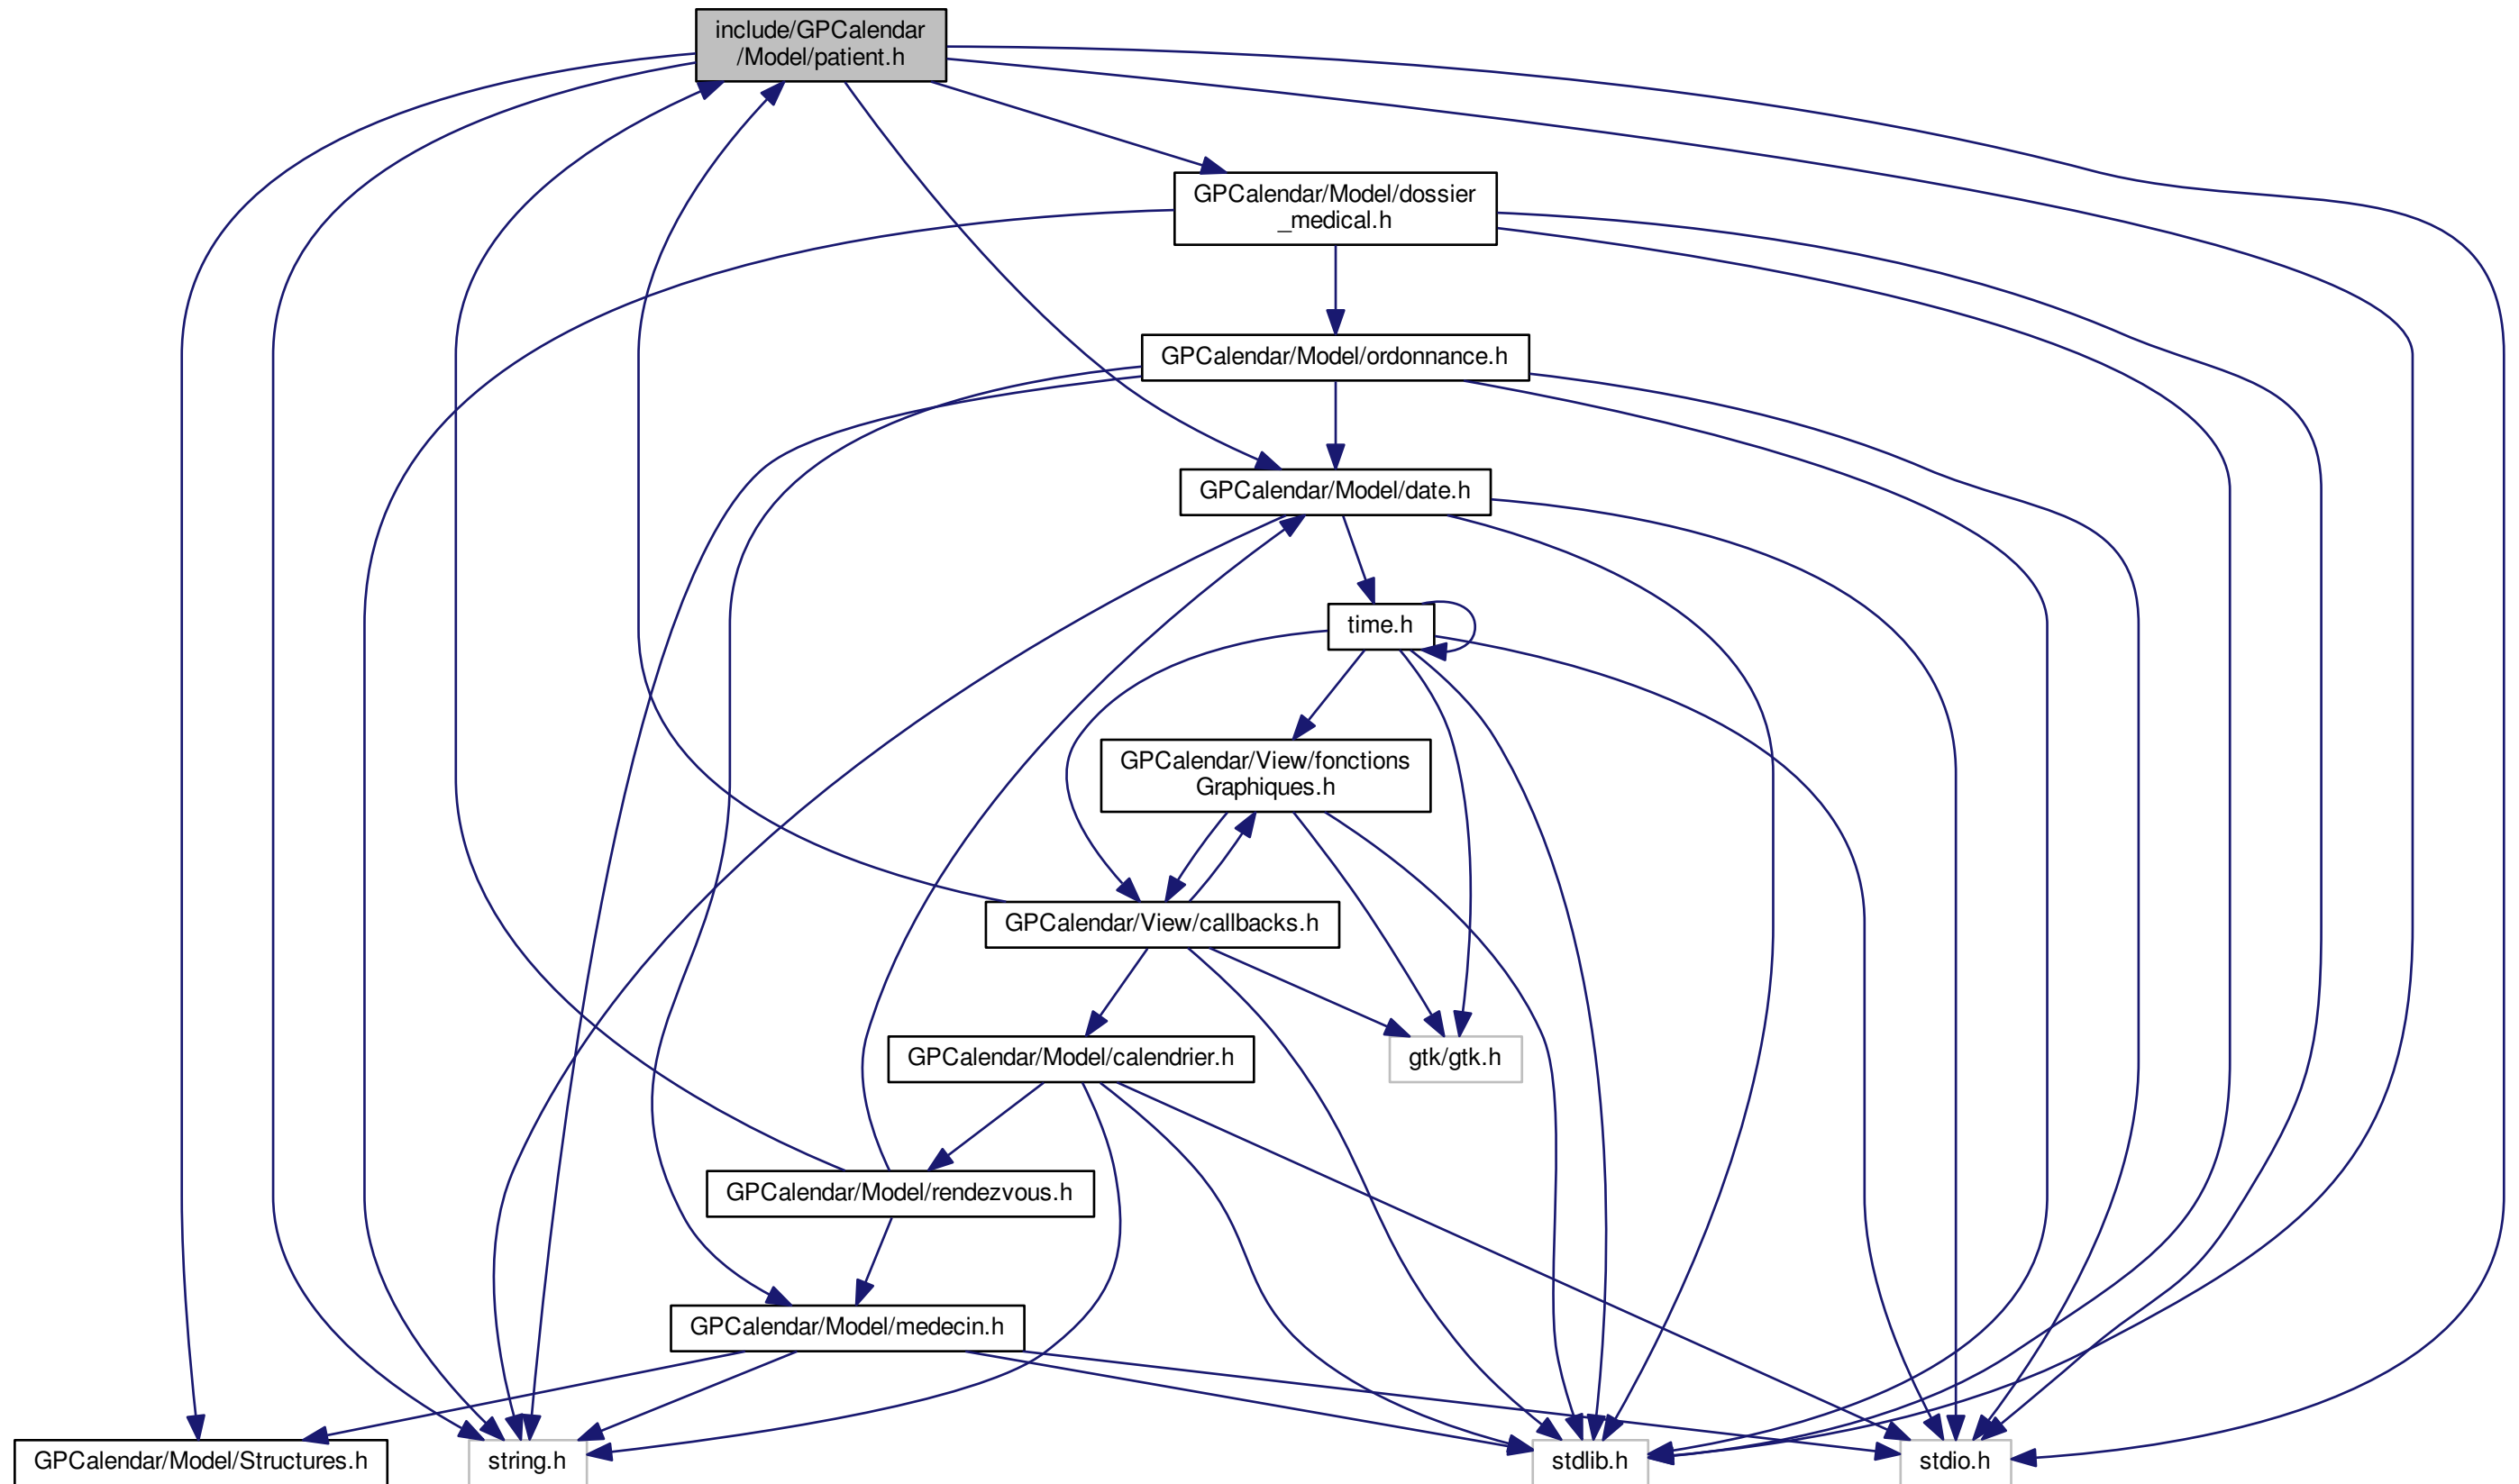 include/GPCalendar
/Model/patient.h
GPCalendar/Model/dossier
_medical.h
GPCalendar/Model/ordonnance.h
GPCalendar/Model/date.h
time.h
GPCalendar/View/fonctions
Graphiques.h
GPCalendar/View/callbacks.h
GPCalendar/Model/calendrier.h
gtk/gtk.h
GPCalendar/Model/rendezvous.h
GPCalendar/Model/medecin.h
GPCalendar/Model/Structures.h
string.h
stdlib.h
stdio.h